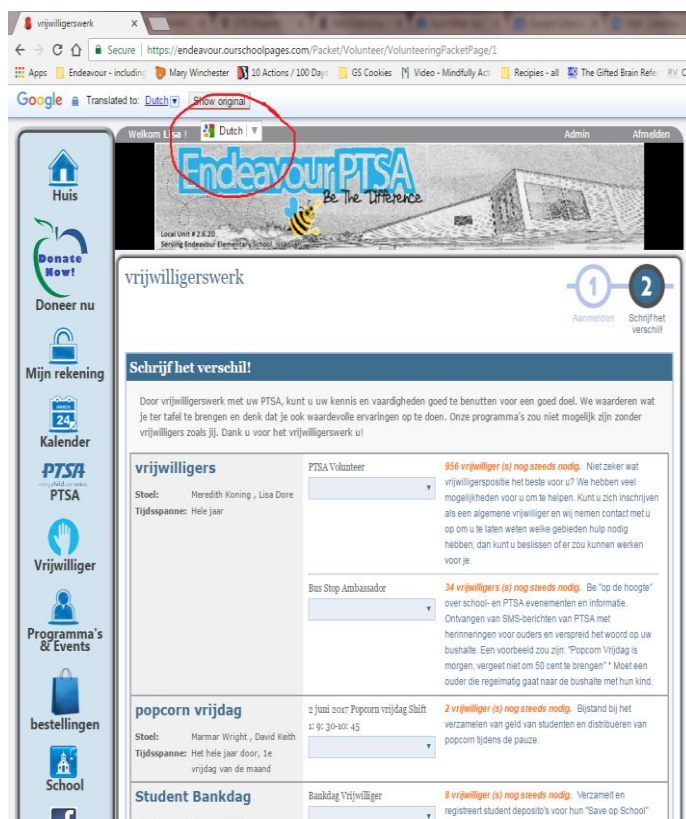 vrijwilligerswerk
Secure | https://endeavour.ourschoolpages.com/Packet/Volunteer/VolunteeringPacketPage/1
Apps Endeavour - including Mary Winchester 10 Actions / 100 Days GS Cookies Video - Mindfully Act Recipies - all The Gifted Brain Refe RV
Google Translated to: Dutch Show original
Welkom Lisa ! Dutch Admin Afmelden
Endeavour PTSA
Be The Difference
Local Unit # 2.6.20
Serving Endeavour Elementary School,
Huis
Donate
Now!
Doneer nu
Mijn rekening
24
Kalender
PTSA
PTSA
Vrijwilliger
Programma's
& Events
bestellingen
School
vrijwilligerswerk
1 2
Aanmelden Schrijf het
verschil!
Schrijf het verschil!
Door vrijwilligerswerk met uw PTSA, kunt u uw kennis en vaardigheden goed te benutten voor een goed doel. We waarderen wat
je ter tafel te brengen en denk dat je ook waardevolle ervaringen op te doen. Onze programma's zou niet mogelijk zijn zonder
vrijwilligers zoals jij. Dank u voor het vrijwilligerswerk u!
vrijwilligers
Stoel: Meredith Koning , Lisa Dore
Tijdsspanne: Hele jaar
PTSA Volunteer
956 vrijwilliger (s) nog steeds nodig. Niet zeker wat
vrijwilligerspositie het beste voor u? We hebben veel
mogelijkheden voor u om te helpen. Kunt u zich inschrijven
als een algemene vrijwilliger en wij nemen contact met u
op om u te laten weten welke gebieden hulp nodig
hebben, dan kunt u beslissen of er zou kunnen werken
voor je.
Bus Stop Ambassador
34 vrijwilligers (s) nog steeds nodig. Be "op de hoogte"
over school- en PTSA evenementen en informatie.
Ontvangen van SMS-berichten van PTSA met
herinneringen voor ouders en verspreid het woord op uw
bushalte. Een voorbeeld zou zijn: "Popcorn Vrijdag is
morgen, vergeet niet om 50 cent te brengen" * Moet een
ouder die regelmatig gaat naar de bushalte met hun kind.
popcorn vrijdag
Stoel: Marmar Wright , David Keith
Tijdsspanne: Het hele jaar door, 1e
vrijdag van de maand
2 juni 2017 Popcorn vrijdag Shift
1: 9: 30-10: 45
2 vrijwilliger (s) nog steeds nodig. Bijstand bij het
verzamelen van geld van studenten en distribueren van
popcorn tijdens de pauze.
Student Bankdag
Bankdag Vrijwilliger
8 vrijwilliger (s) nog steeds nodig. Verzamelt en
registreert student deposito's voor hun "Save op School"